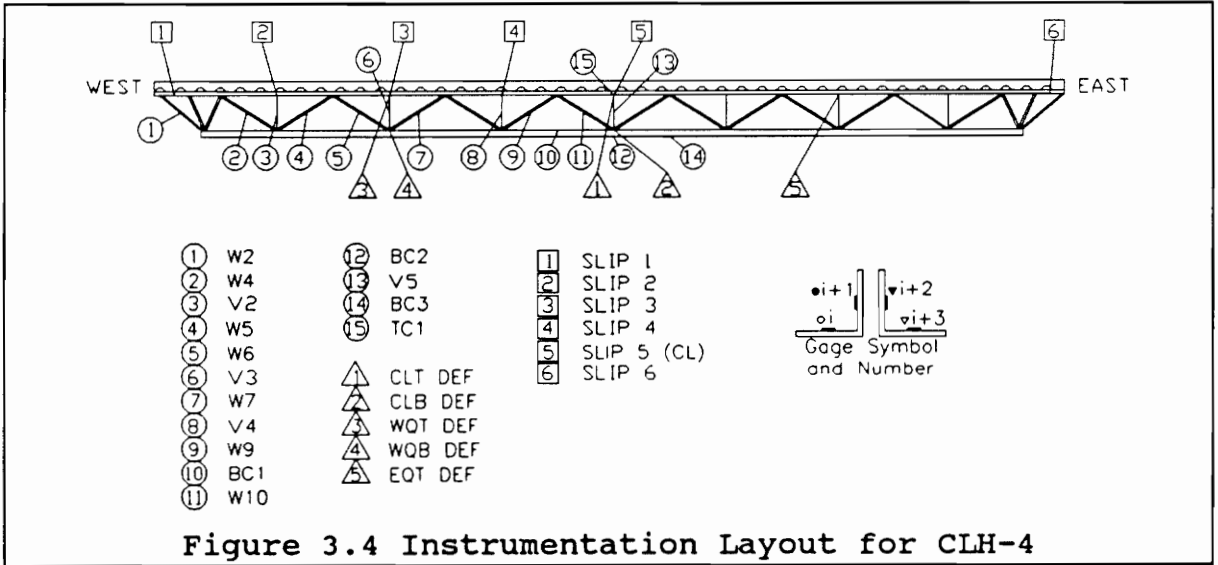 1 2 3 4 5 6
6 15 13
WEST EAST
1
2 3 4 5 7 8 9 10 11 12 14
3 4 1 2 5
1 W2
2 W4
3 V2
4 W5
5 W6
6 V3
7 W7
8 V4
9 W9
10 BC1
11 W10
12 BC2
13 V5
14 BC3
15 TC1
1 CLT DEF
2 CLB DEF
3 WQT DEF
4 WQB DEF
5 EQT DEF
1 SLIP 1
2 SLIP 2
3 SLIP 3
4 SLIP 4
5 SLIP 5 (CL)
6 SLIP 6
●i+1 ▼i+2
○i ▽i+3
Gage Symbol
and Number
Figure 3.4 Instrumentation Layout for CLH-4